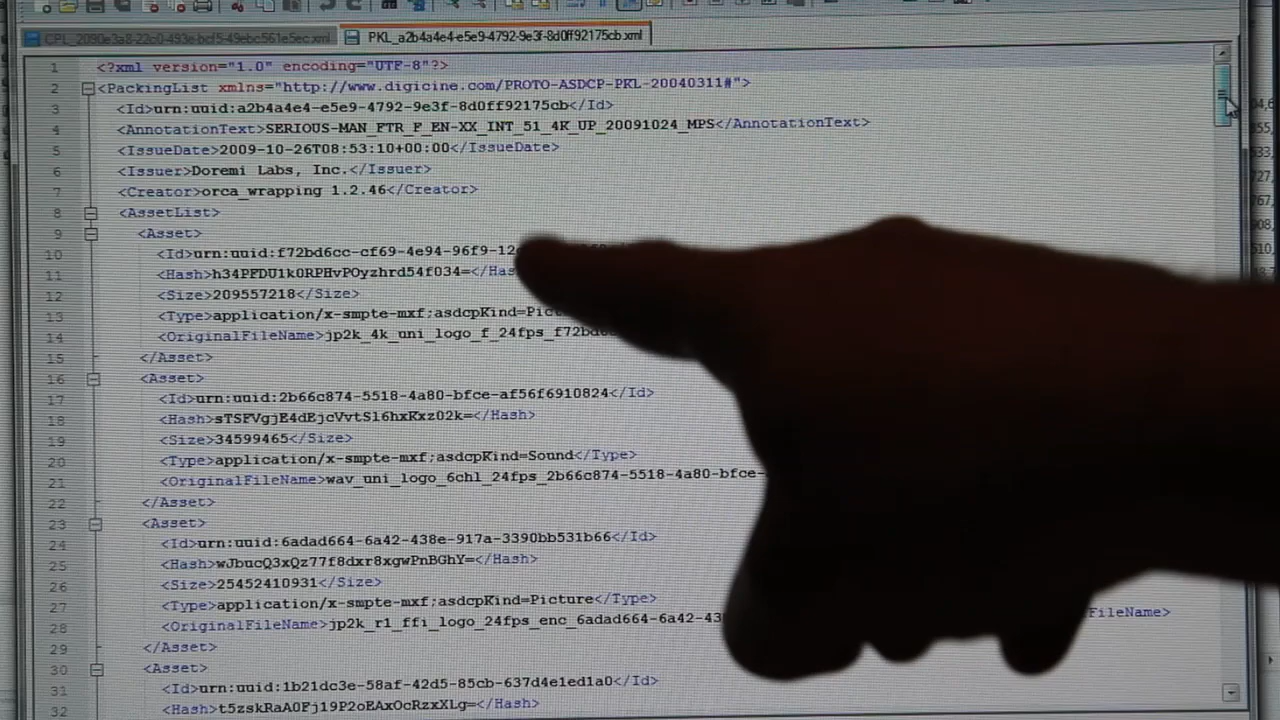 CPL_2090e3a8-22c0-493e-bcf5-49ebc561e5ec.xml PKL_a2b4a4e4-e5e9-4792-9e3f-8d0ff92175cb.xml
1 <?xml version="1.0" encoding="UTF-8"?>
2 <PackingList xmlns="http://www.digicine.com/PROTO-ASDCP-PKL-20040311#">
3 <Id>urn:uuid:a2b4a4e4-e5e9-4792-9e3f-8d0ff92175cb</Id>
4 <AnnotationText>SERIOUS-MAN_FTR_F_EN-XX_INT_51_4K_UP_20091024_MPS</AnnotationText>
5 <IssueDate>2009-10-26T08:53:10+00:00</IssueDate>
6 <Issuer>Doremi Labs, Inc.</Issuer>
7 <Creator>orca_wrapping 1.2.46</Creator>
8 <AssetList>
9 <Asset>
10 <Id>urn:uuid:f72bd6cc-cf69-4e94-96f9-12
11 <Hash>h34PFDU1k0RPHvPOyzhrd54f034=</Has
12 <Size>209557218</Size>
13 <Type>application/x-smpte-mxf;asdcpKind=Pictu
14 <OriginalFileName>jp2k_4k_uni_logo_f_24fps_f72bd6
15 </Asset>
16 <Asset>
17 <Id>urn:uuid:2b66c874-5518-4a80-bfce-af56f6910824</Id>
18 <Hash>sTSFVgjE4dEjcVvtSl6hxKxz02k=</Hash>
19 <Size>34599465</Size>
20 <Type>application/x-smpte-mxf;asdcpKind=Sound</Type>
21 <OriginalFileName>wav_uni_logo_6chl_24fps_2b66c874-5518-4a80-bfce-
22 </Asset>
23 <Asset>
24 <Id>urn:uuid:6adad664-6a42-438e-917a-3390bb531b66</Id>
25 <Hash>wJbucQ3xQz77f8dxr8xgwPnBGhY=</Hash>
26 <Size>25452410931</Size>
27 <Type>application/x-smpte-mxf;asdcpKind=Picture</Type>
28 <OriginalFileName>jp2k_r1_ffi_logo_24fps_enc_6adad664-6a42-43 FileName>
29 </Asset>
30 <Asset>
31 <Id>urn:uuid:1b21dc3e-58af-42d5-85cb-637d4e1ed1a0</Id>
32 <Hash>t5zskRaA0Fj19P2oEAxOcRzxXLg=</Hash>